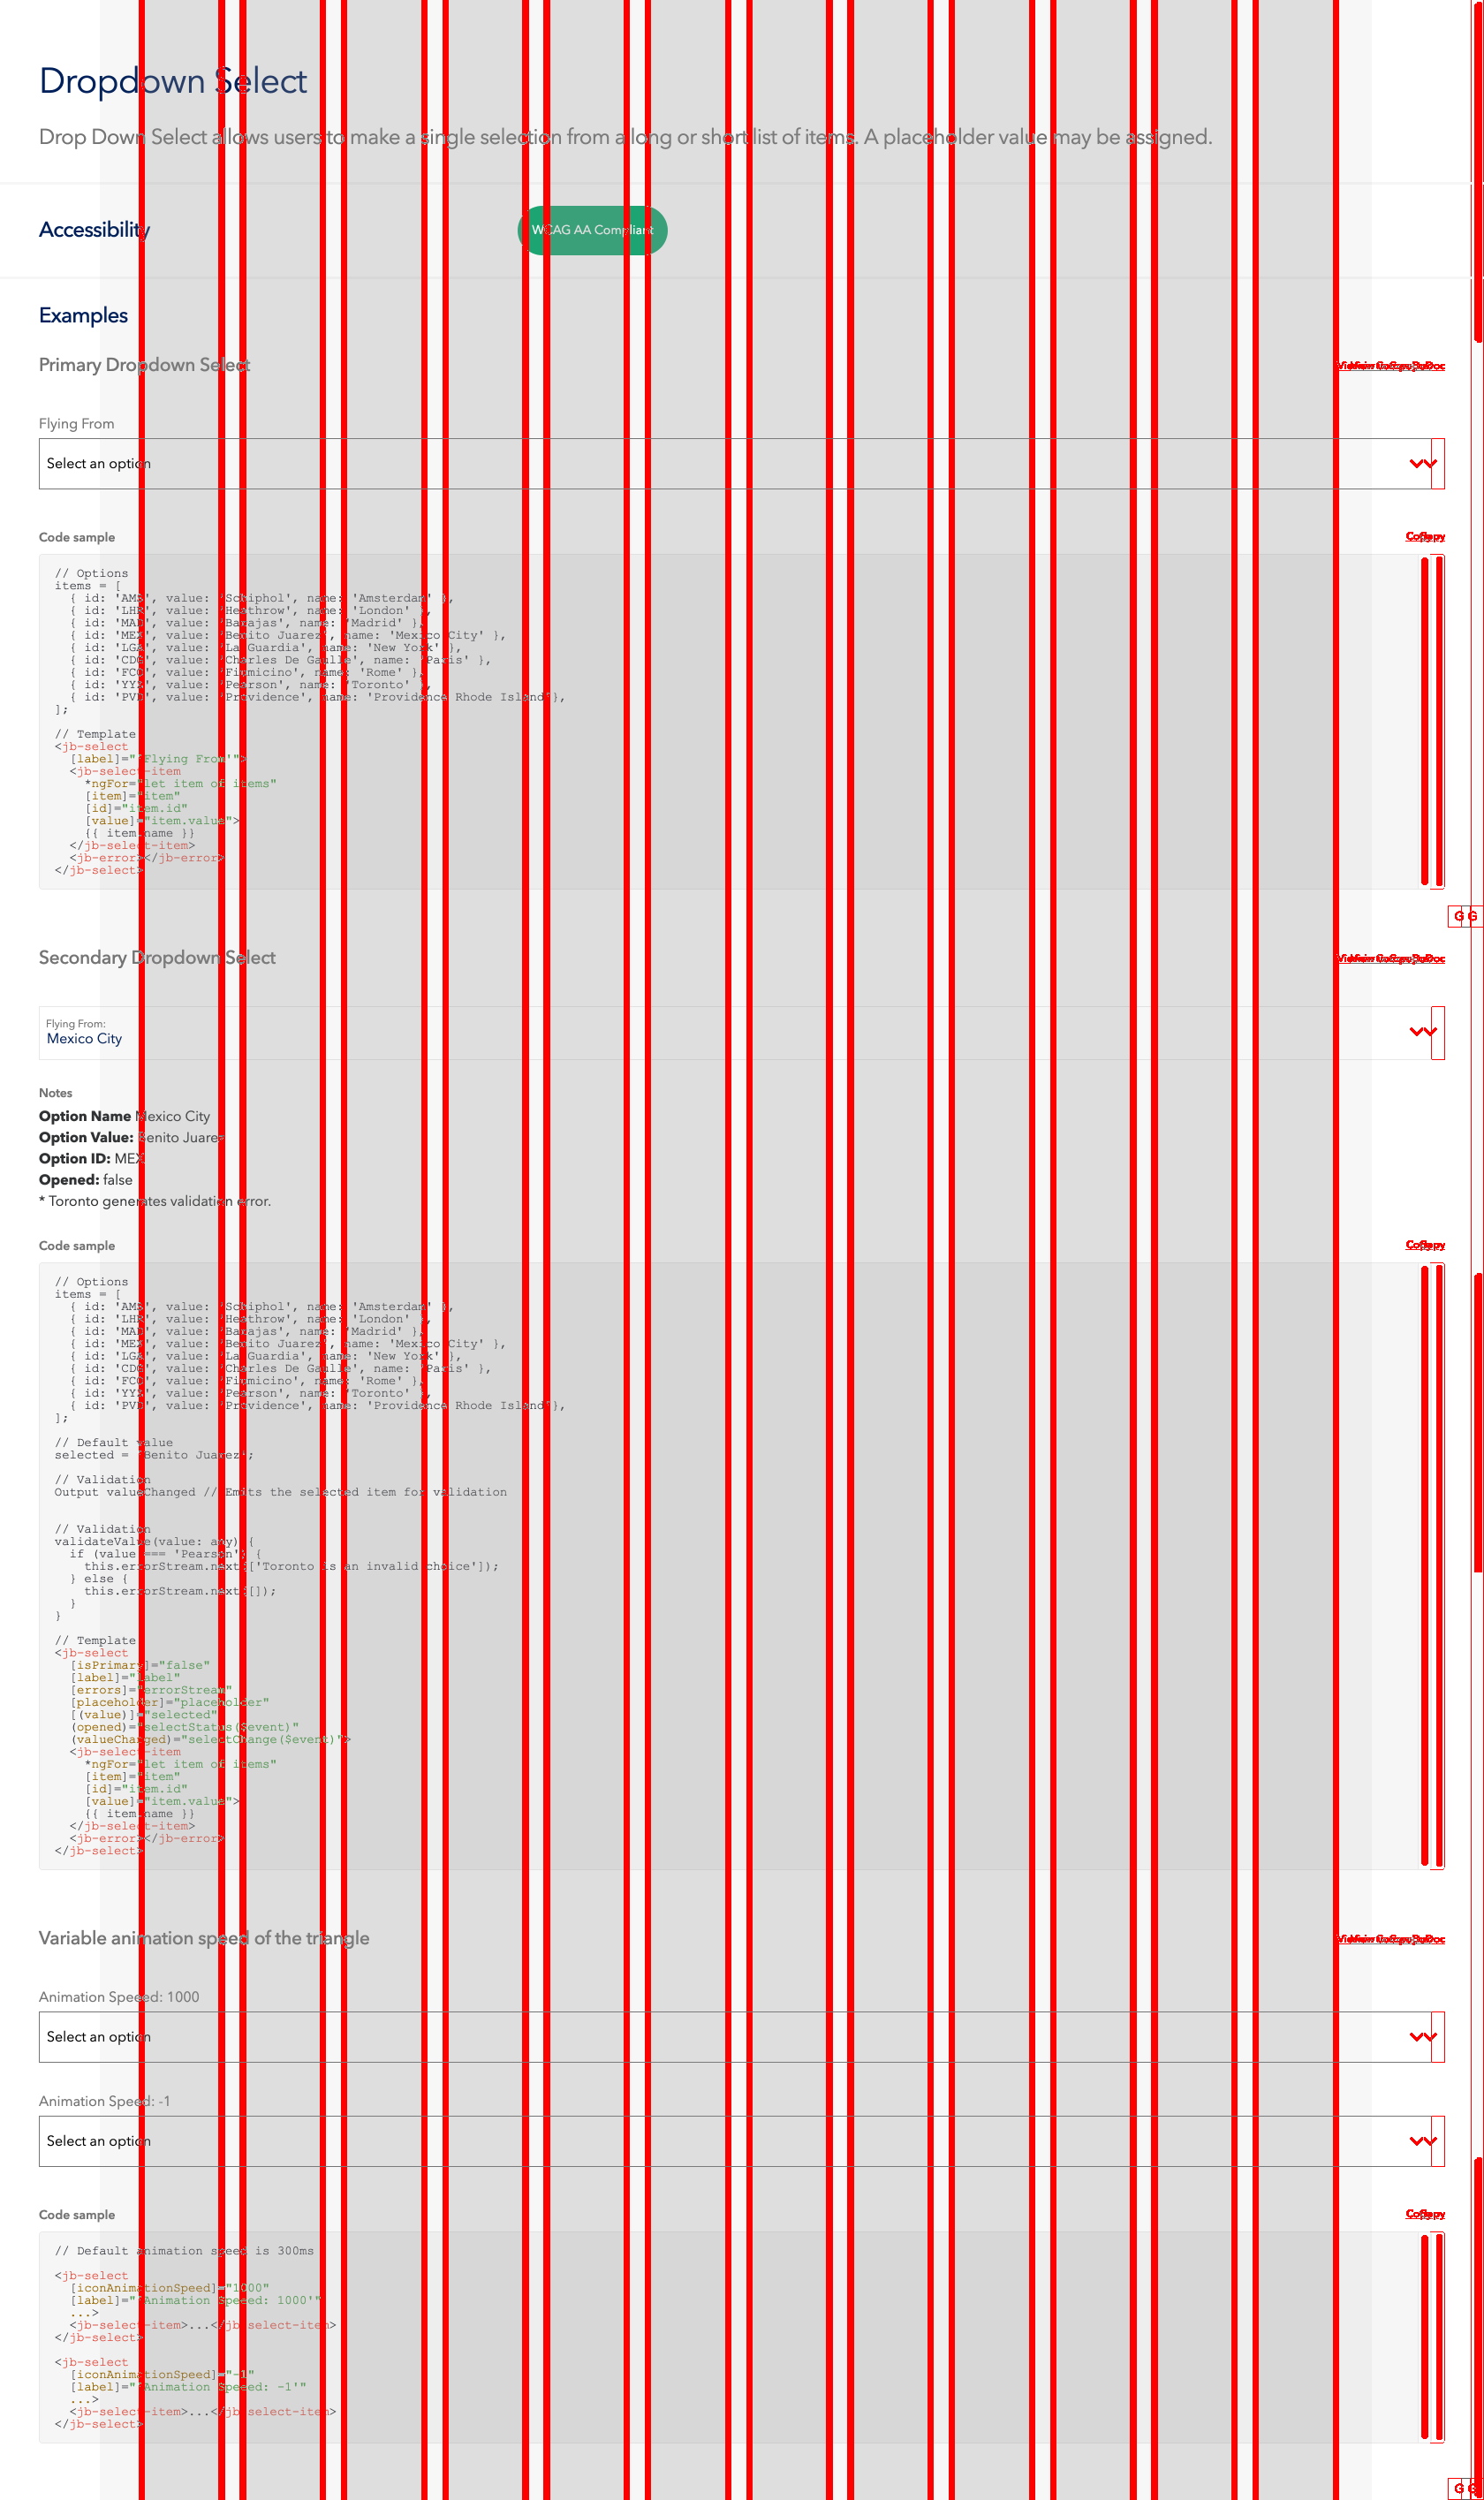 Dropdown Select
Drop Down Select allows users to make a single selection from a long or short list of items. A placeholder value may be assigned.
Accessibility
WCAG AA Compliant
Examples
Primary Dropdown Select
Flying From
Select an option
Code sample
// Options
items = [
{ id: 'AMS', value: 'Schiphol', name: 'Amsterdam' },
{ id: 'LHR', value: 'Heathrow', name: 'London' },
{ id: 'MAD', value: 'Barajas', name: 'Madrid' },
{ id: 'MEX', value: 'Benito Juarez', name: 'Mexico City' },
{ id: 'LGA', value: 'La Guardia', name: 'New York' },
{ id: 'CDG', value: 'Charles De Gaulle', name: 'Paris' },
{ id: 'FCO', value: 'Fiumicino', name: 'Rome' },
{ id: 'YYZ', value: 'Pearson', name: 'Toronto' },
{ id: 'PVD', value: 'Providence', name: 'Providence Rhode Island'},
];
// Template
<jb-select
[label]="'Flying From'">
<jb-select-item
*ngFor="let item of items"
[item]="item"
[id]="item.id"
[value]="item.value">
{{ item.name }}
</jb-select-item>
<jb-error></jb-error>
</jb-select>
G G
Secondary Dropdown Select
Flying From:
Mexico City
Notes
Option Name Mexico City
Option Value: Benito Juarez
Option ID: MEX
Opened: false
* Toronto generates validation error.
Code sample
// Options
items = [
{ id: 'AMS', value: 'Schiphol', name: 'Amsterdam' },
{ id: 'LHR', value: 'Heathrow', name: 'London' },
{ id: 'MAD', value: 'Barajas', name: 'Madrid' },
{ id: 'MEX', value: 'Benito Juarez', name: 'Mexico City' },
{ id: 'LGA', value: 'La Guardia', name: 'New York' },
{ id: 'CDG', value: 'Charles De Gaulle', name: 'Paris' },
{ id: 'FCO', value: 'Fiumicino', name: 'Rome' },
{ id: 'YYZ', value: 'Pearson', name: 'Toronto' },
{ id: 'PVD', value: 'Providence', name: 'Providence Rhode Island'},
];
// Default value
selected = 'Benito Juarez';
// Validation
Output valueChanged // Emits the selected item for validation
// Validation
validateValue(value: any) {
if (value === 'Pearson') {
this.errorStream.next(['Toronto is an invalid choice']);
} else {
this.errorStream.next([]);
}
}
// Template
<jb-select
[isPrimary]="false"
[label]="label"
[errors]="errorStream"
[placeholder]="placeholder"
[(value)]="selected"
(opened)="selectStatus($event)"
(valueChanged)="selectChange($event)">
<jb-select-item
*ngFor="let item of items"
[item]="item"
[id]="item.id"
[value]="item.value">
{{ item.name }}
</jb-select-item>
<jb-error></jb-error>
</jb-select>
Variable animation speed of the triangle
Animation Speeed: 1000
Select an option
Animation Speed: -1
Select an option
Code sample
// Default animation speed is 300ms
<jb-select
[iconAnimationSpeed]="1000"
[label]="'Animation Speed: 1000'"
...>
<jb-select-item>...</jb-select-item>
</jb-select>
<jb-select
[iconAnimationSpeed]="-1"
[label]="'Animation Speed: -1'"
...>
<jb-select-item>...</jb-select-item>
</jb-select>
G G